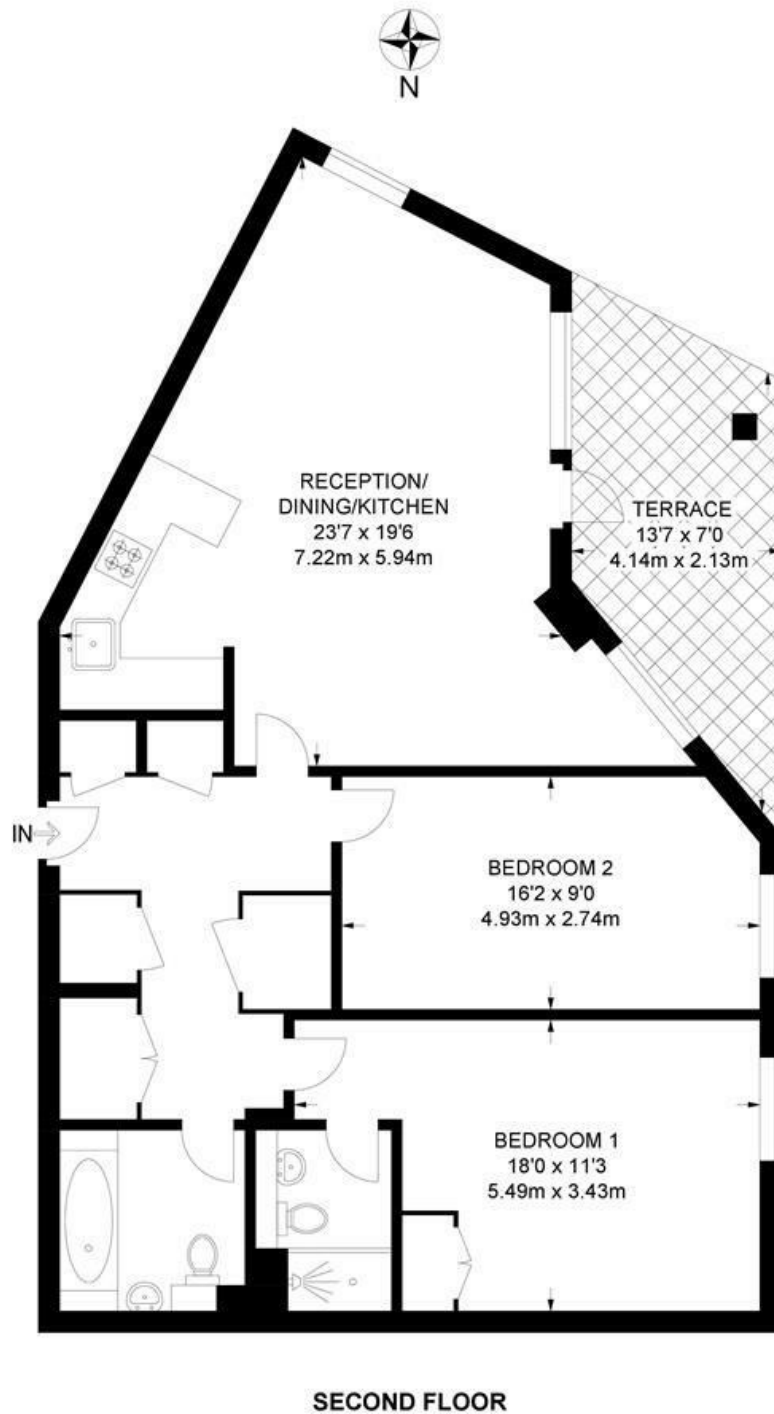 N
RECEPTION/
DINING/KITCHEN
23'7 x 19'6
7.22m x 5.94m
TERRACE
13'7 x 7'0
4.14m x 2.13m
IN
BEDROOM 2
16'2 x 9'0
4.93m x 2.74m
BEDROOM 1
18'0 x 11'3
5.49m x 3.43m
SECOND FLOOR